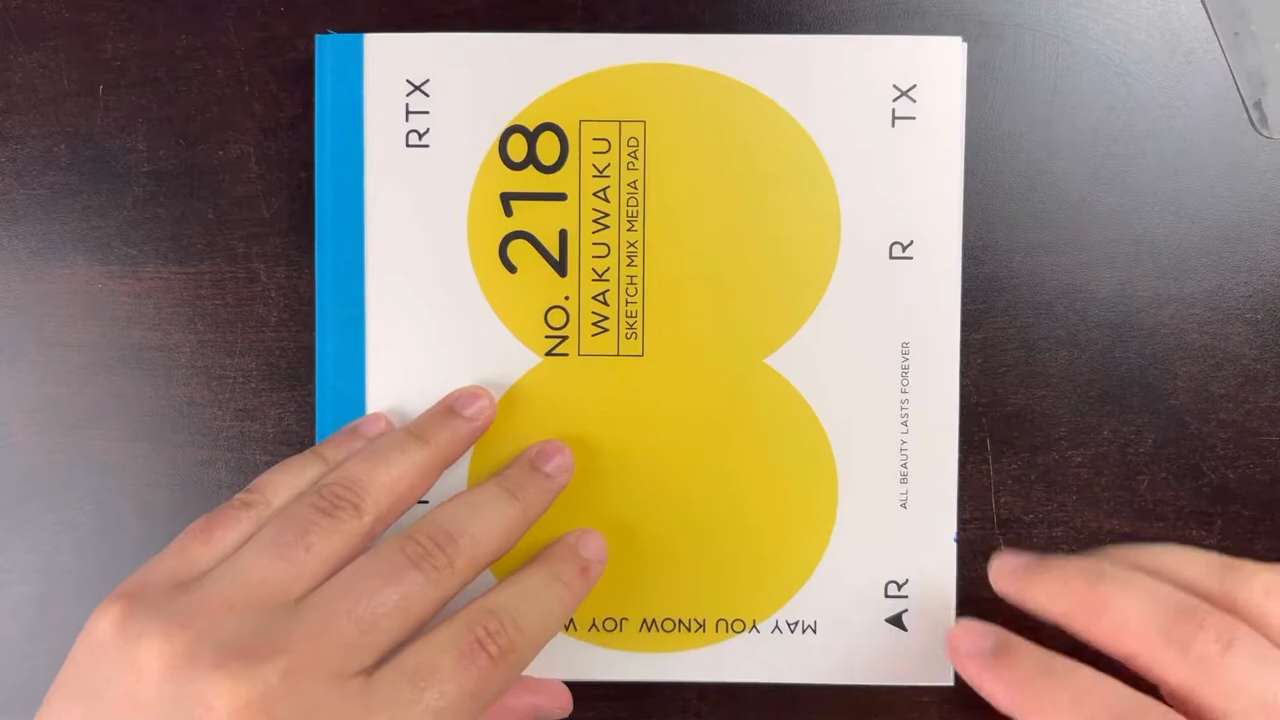 RTX
NO. 218
WAKUWAKU
SKETCH MIX MEDIA PAD
MAY YOU KNOW JOY
ALL BEAUTY LASTS FOREVER
AR R TX